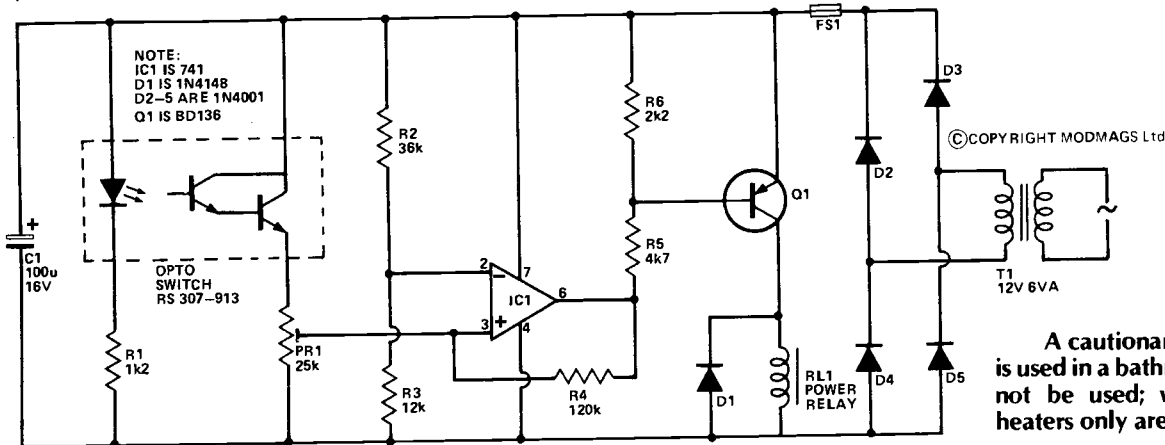 NOTE:
IC1 IS 741
D1 IS 1N4148
D2–5 ARE 1N4001
Q1 IS BD136
FS1
D3
R6
2k2
R2
36k
©COPYRIGHT MODMAGS Ltd
D2
Q1
+
C1
100u
16V
OPTO
SWITCH
RS 307–913
R5
4k7
2
–
7
IC1
6
3
+
4
T1
12V 6VA
~
R1
1k2
PR1
25k
R4
120k
R3
12k
D1
RL1
POWER
RELAY
D4
D5
A cautionar
is used in a bath
not be used; w
heaters only are